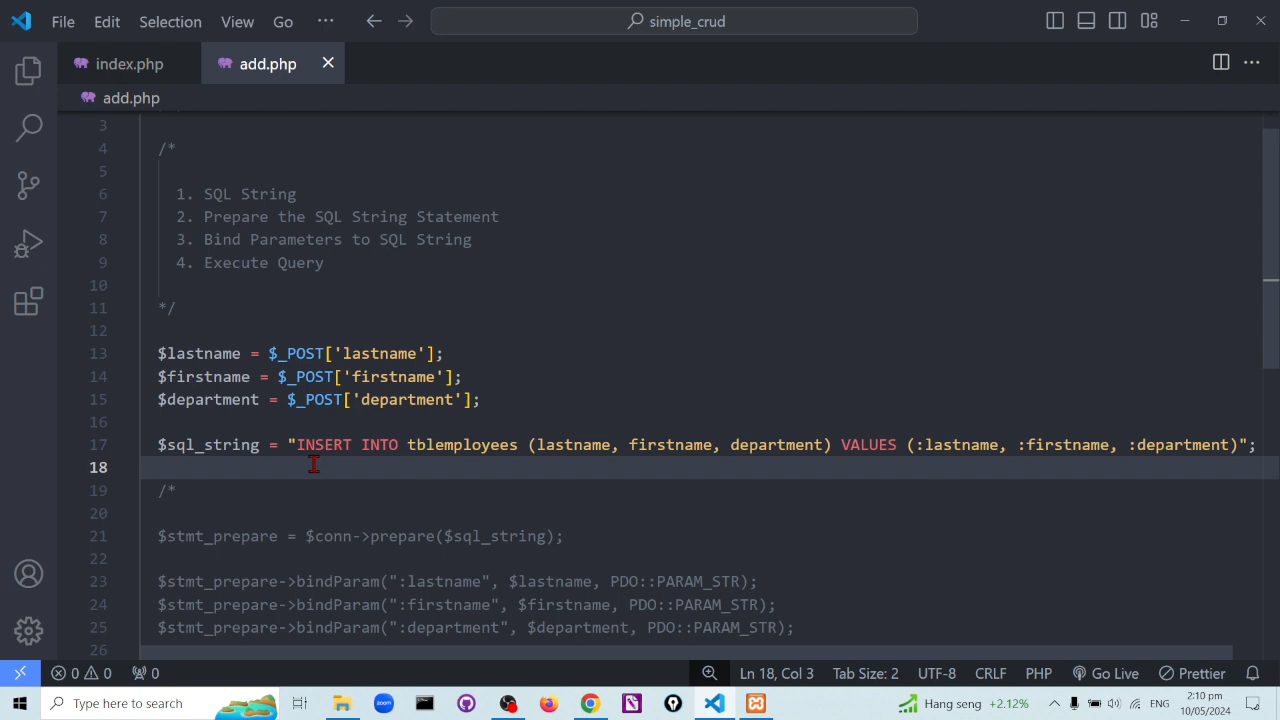 File Edit Selection View Go ··· simple_crud
index.php add.php
add.php
3
4 /*
5
6 1. SQL String
7 2. Prepare the SQL String Statement
8 3. Bind Parameters to SQL String
9 4. Execute Query
10
11 */
12
13 $lastname = $_POST['lastname'];
14 $firstname = $_POST['firstname'];
15 $department = $_POST['department'];
16
17 $sql_string = "INSERT INTO tblemployees (lastname, firstname, department) VALUES (:lastname, :firstname, :department)";
18
19 /*
20
21 $stmt_prepare = $conn->prepare($sql_string);
22
23 $stmt_prepare->bindParam(":lastname", $lastname, PDO::PARAM_STR);
24 $stmt_prepare->bindParam(":firstname", $firstname, PDO::PARAM_STR);
25 $stmt_prepare->bindParam(":department", $department, PDO::PARAM_STR);
26
0 0 0 Ln 18, Col 3 Tab Size: 2 UTF-8 CRLF PHP Go Live Prettier
Type here to search zoom Hang seng +2.12% ENG 2:10 pm
10/05/2024